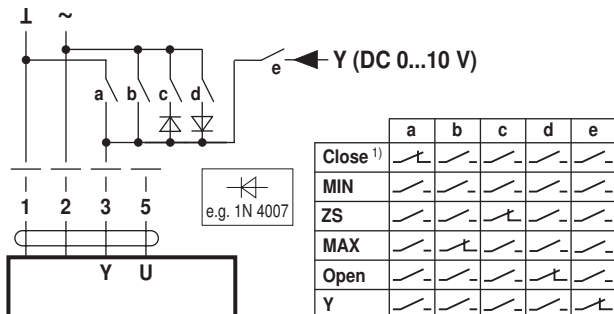 ⊥ ~
Y (DC 0...10 V)
e
a b c d
1 2 3 5
e.g. 1N 4007
Y U
a b c d e
Close 1)
MIN
ZS
MAX
Open
Y